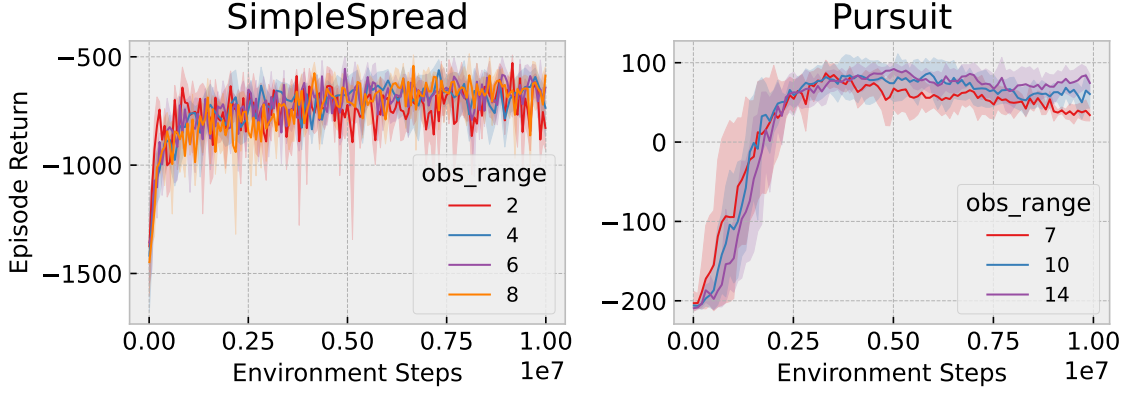 SimpleSpread
Episode Return
−500
−1000
−1500
obs_range
2
4
6
8
0.00
0.25
0.50
0.75
1.00
1e7
Environment Steps
Pursuit
100
0
−100
−200
obs_range
7
10
14
0.00
0.25
0.50
0.75
1.00
1e7
Environment Steps